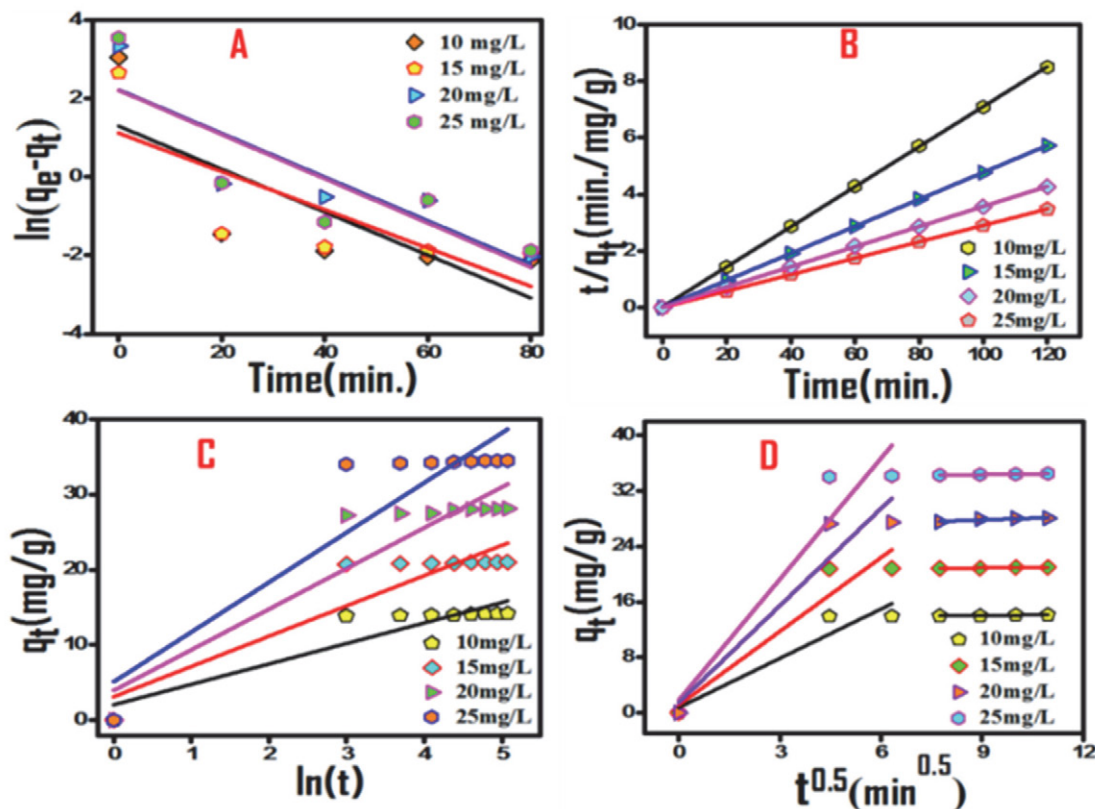 A
10 mg/L
15 mg/L
20mg/L
25 mg/L
ln(qe-qt)
4
2
0
-2
-4
0 20 40 60 80
Time(min.)
B
t/qt(min./mg/g)
10
8
6
4
2
0
10mg/L
15mg/L
20mg/L
25mg/L
0 20 40 60 80 100 120
Time(min.)
C
qt(mg/g)
40
30
20
10
0
10mg/L
15mg/L
20mg/L
25mg/L
0 1 2 3 4 5
ln(t)
D
qt(mg/g)
40
32
24
16
8
0
10mg/L
15mg/L
20mg/L
25mg/L
0 3 6 9 12
t^0.5(min^0.5)